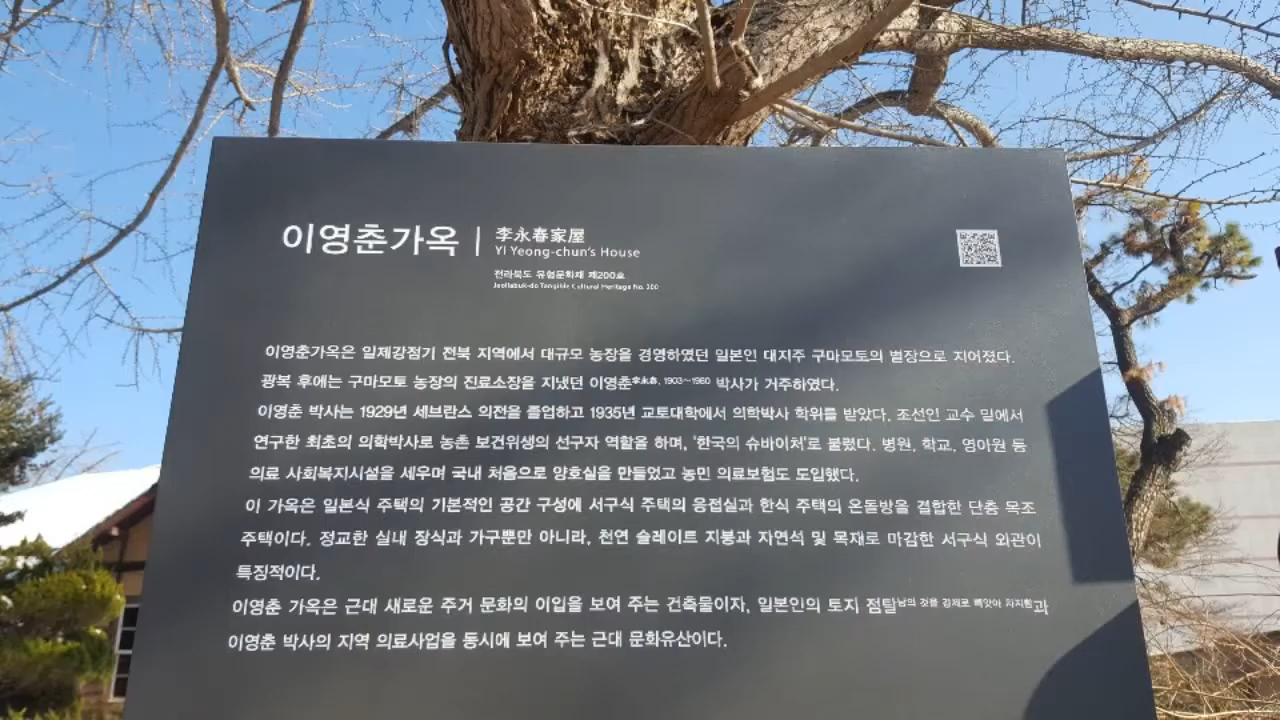 이영춘가옥
李永春家屋
Yi Yeong-chun's House
전라북도 유형문화재 제200호
Jeollabuk-do Tangible Cultural Heritage No. 200
이영춘가옥은 일제강점기 전북 지역에서 대규모 농장을 경영하였던 일본인 대지주 구마모토의 별장으로 지어졌다.
광복 후에는 구마모토 농장의 진료소장을 지냈던 이영춘李永春, 1903~1980 박사가 거주하였다.
이영춘 박사는 1929년 세브란스 의전을 졸업하고 1935년 교토대학에서 의학박사 학위를 받았다. 조선인 교수 밑에서
연구한 최초의 의학박사로 농촌 보건위생의 선구자 역할을 하며, '한국의 슈바이처'로 불렸다. 병원, 학교, 영아원 등
의료 사회복지시설을 세우며 국내 처음으로 양호실을 만들었고 농민 의료보험도 도입했다.
이 가옥은 일본식 주택의 기본적인 공간 구성에 서구식 주택의 응접실과 한식 주택의 온돌방을 결합한 단층 목조
주택이다. 정교한 실내 장식과 가구뿐만 아니라, 천연 슬레이트 지붕과 자연석 및 목재로 마감한 서구식 외관이
특징적이다.
이영춘 가옥은 근대 새로운 주거 문화의 이입을 보여 주는 건축물이자, 일본인의 토지 점탈남의 것을 강제로 빼앗아 차지함과
이영춘 박사의 지역 의료사업을 동시에 보여 주는 근대 문화유산이다.